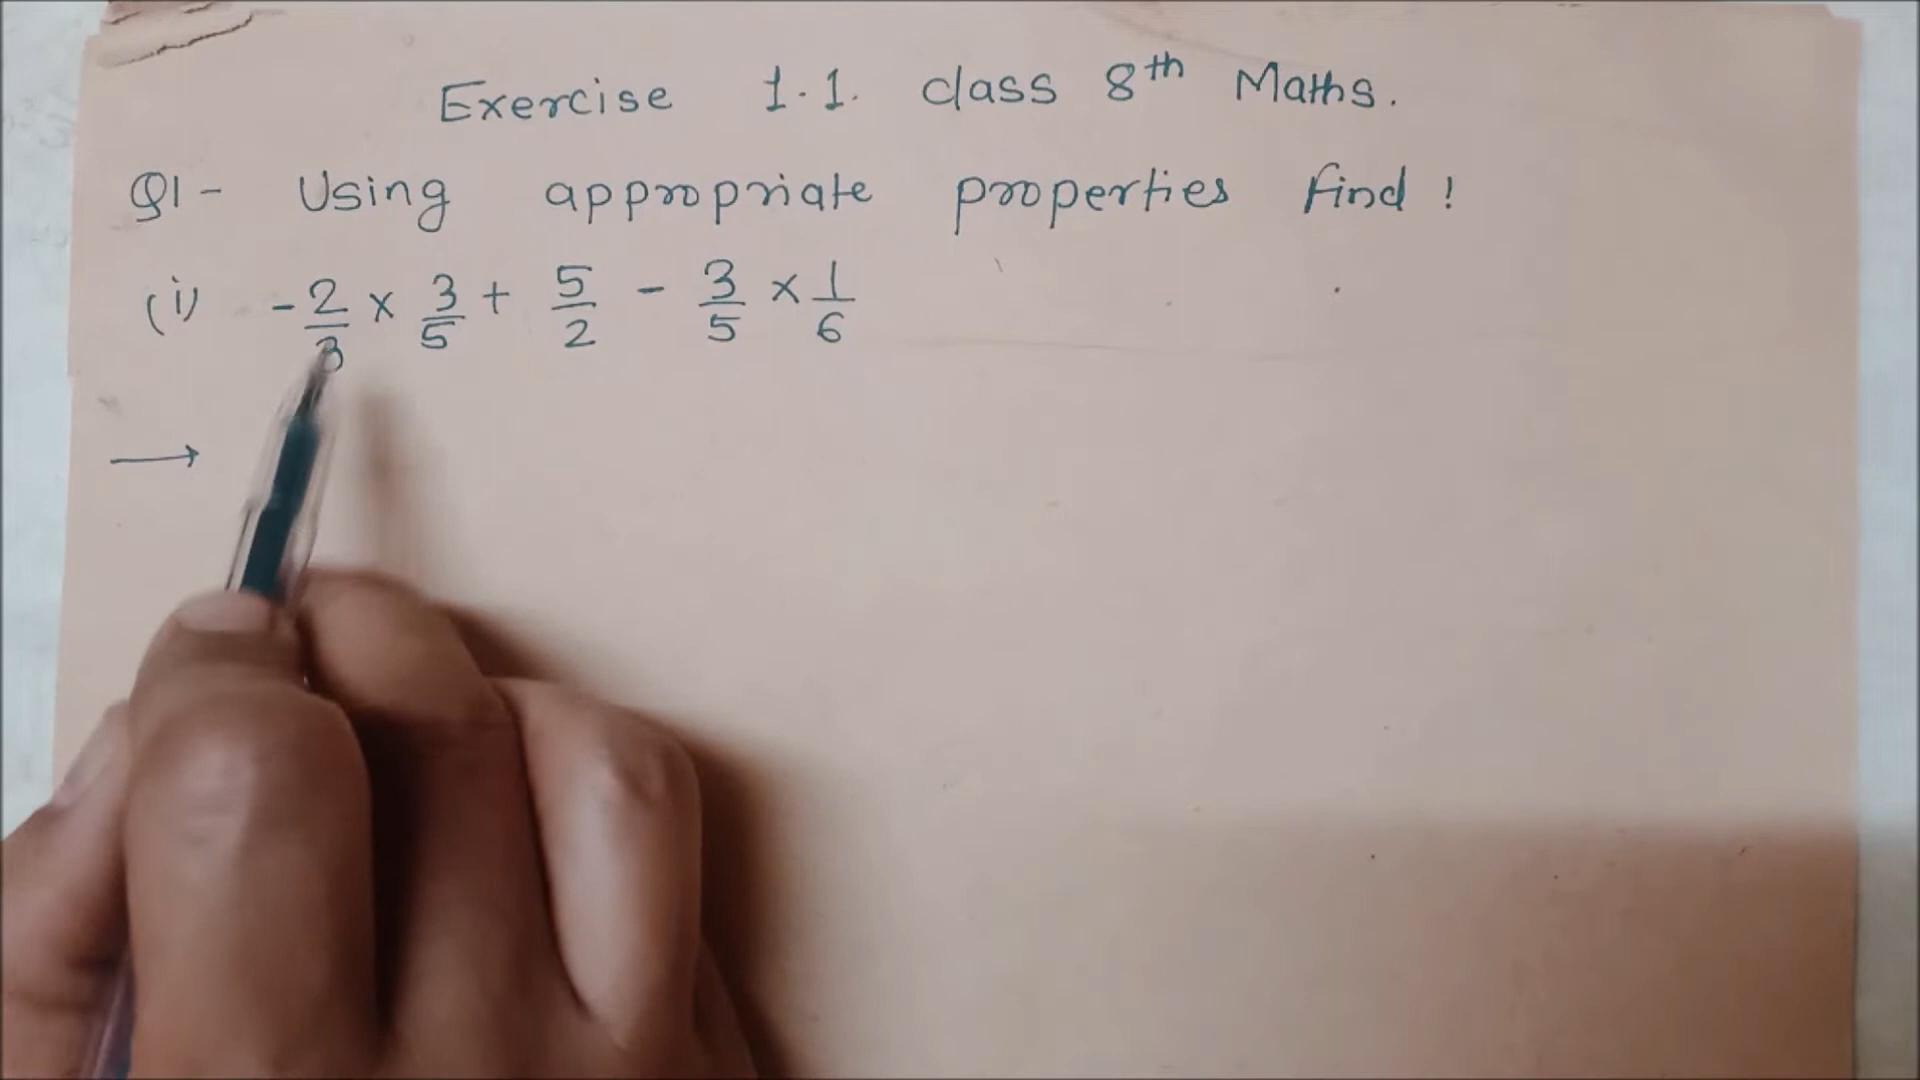 Exercise 1.1. class 8th Maths.
Q1- Using appropriate properties find !
(i) -2/3 × 3/5 + 5/2 - 3/5 × 1/6
→